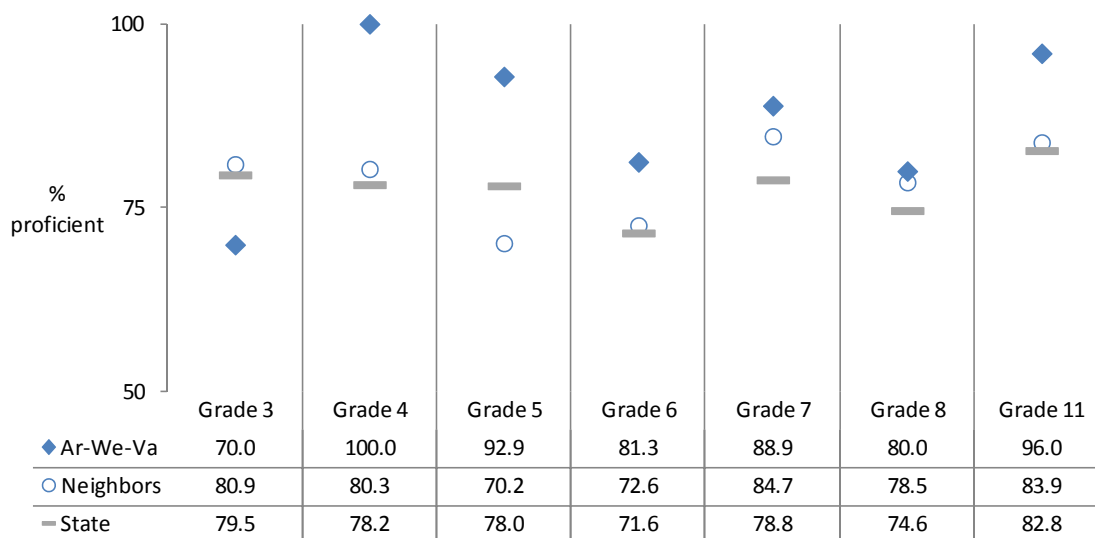 100
75
%
proficient
50
Grade 3 Grade 4 Grade 5 Grade 6 Grade 7 Grade 8 Grade 11
Ar-We-Va 70.0 100.0 92.9 81.3 88.9 80.0 96.0
Neighbors 80.9 80.3 70.2 72.6 84.7 78.5 83.9
State 79.5 78.2 78.0 71.6 78.8 74.6 82.8